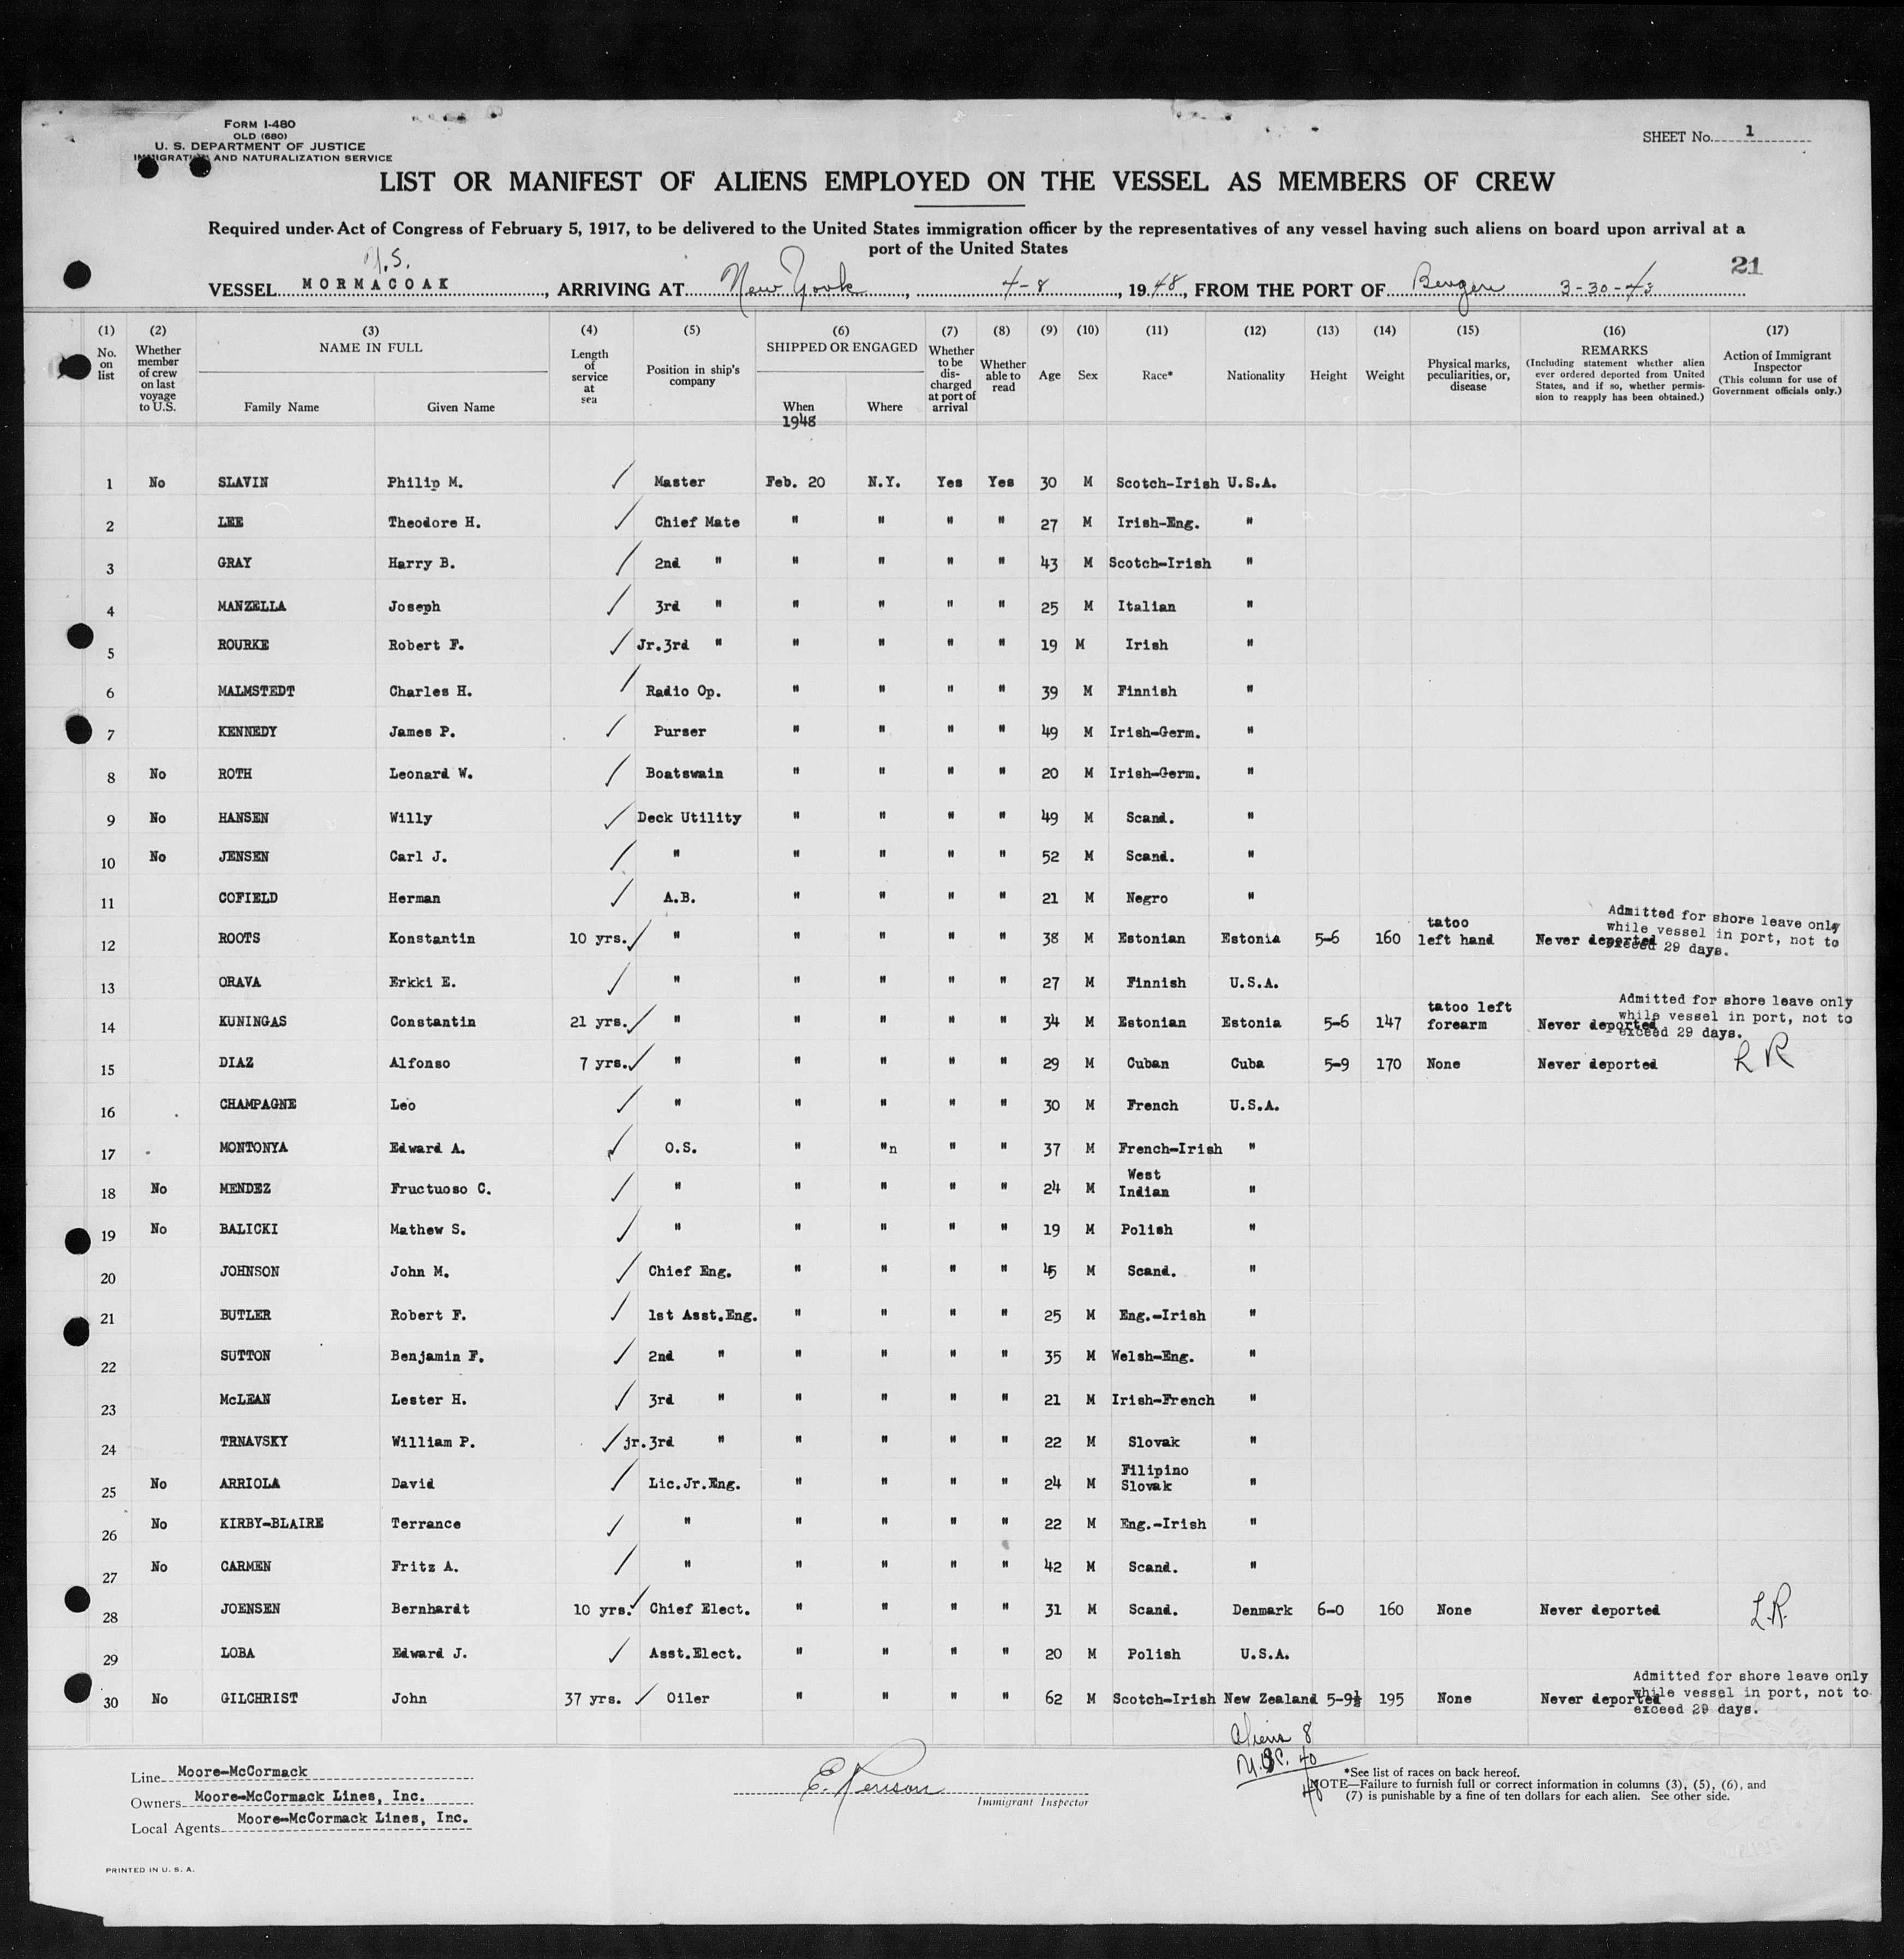 FORM I-480
OLD (680)
U. S. DEPARTMENT OF JUSTICE
IMMIGRATION AND NATURALIZATION SERVICE
SHEET No. 1
LIST OR MANIFEST OF ALIENS EMPLOYED ON THE VESSEL AS MEMBERS OF CREW
Required under Act of Congress of February 5, 1917, to be delivered to the United States immigration officer by the representatives of any vessel having such aliens on board upon arrival at a
port of the United States
21
VESSEL MORMACOAK, ARRIVING AT New York, 4-8, 1948, FROM THE PORT OF Bergen 3-30-48
(1) (2) (3) (4) (5) (6) (7) (8) (9) (10) (11) (12) (13) (14) (15) (16) (17)
No. on list
Whether member of crew on last voyage to U.S.
NAME IN FULL
Family Name Given Name
Length of service at sea
Position in ship's company
SHIPPED OR ENGAGED
When Where
1948
Whether to be discharged at port of arrival
Whether able to read
Age Sex Race* Nationality Height Weight
Physical marks, peculiarities, or, disease
REMARKS
(Including statement whether alien ever ordered deported from United States, and if so, whether permission to reapply has been obtained.)
Action of Immigrant Inspector
(This column for use of Government officials only.)
1 No SLAVIN Philip M. Master Feb. 20 N.Y. Yes Yes 30 M Scotch-Irish U.S.A.
2 LEE Theodore H. Chief Mate " " " " 27 M Irish-Eng. "
3 GRAY Harry B. 2nd " " " " " 43 M Scotch-Irish "
4 MANZELLA Joseph 3rd " " " " " 25 M Italian "
5 ROURKE Robert F. Jr.3rd " " " " " 19 M Irish "
6 MALMSTEDT Charles H. Radio Op. " " " " 39 M Finnish "
7 KENNEDY James P. Purser " " " " 49 M Irish-Germ. "
8 No ROTH Leonard W. Boatswain " " " " 20 M Irish-Germ. "
9 No HANSEN Willy Deck Utility " " " " 49 M Scand. "
10 No JENSEN Carl J. " " " " " 52 M Scand. "
11 COFIELD Herman A.B. " " " " 21 M Negro "
12 ROOTS Konstantin 10 yrs. " " " " " 38 M Estonian Estonia 5-6 160 tatoo left hand Never deported Admitted for shore leave only while vessel in port, not to exceed 29 days.
13 ORAVA Erkki E. " " " " " 27 M Finnish U.S.A.
14 KUNINGAS Constantin 21 yrs. " " " " " 34 M Estonian Estonia 5-6 147 tatoo left forearm Never deported Admitted for shore leave only while vessel in port, not to exceed 29 days.
15 DIAZ Alfonso 7 yrs. " " " " " 29 M Cuban Cuba 5-9 170 None Never deported L R
16 CHAMPAGNE Leo " " " " " 30 M French U.S.A.
17 MONTONYA Edward A. O.S. " "n " " 37 M French-Irish "
18 No MENDEZ Fructuoso C. " " " " " 24 M West Indian "
19 No BALICKI Mathew S. " " " " " 19 M Polish "
20 JOHNSON John M. Chief Eng. " " " " 45 M Scand. "
21 BUTLER Robert F. 1st Asst.Eng. " " " " 25 M Eng.-Irish "
22 SUTTON Benjamin F. 2nd " " " " " 35 M Welsh-Eng. "
23 McLEAN Lester H. 3rd " " " " " 21 M Irish-French "
24 TRNAVSKY William P. jr.3rd " " " " " 22 M Slovak "
25 No ARRIOLA David Lic.Jr.Eng. " " " " 24 M Filipino Slovak "
26 No KIRBY-BLAIRE Terrance " " " " " 22 M Eng.-Irish "
27 No CARMEN Fritz A. " " " " " 42 M Scand. "
28 JOENSEN Bernhardt 10 yrs. Chief Elect. " " " " 31 M Scand. Denmark 6-0 160 None Never deported L.R.
29 LOBA Edward J. Asst.Elect. " " " " 20 M Polish U.S.A.
30 No GILCHRIST John 37 yrs. Oiler " " " " 62 M Scotch-Irish New Zealand 5-9½ 195 None Never deported Admitted for shore leave only while vessel in port, not to exceed 29 days.
Aliens 8
U.S.C. 40
48
Line Moore-McCormack
Owners Moore-McCormack Lines, Inc.
Local Agents Moore-McCormack Lines, Inc.
Immigrant Inspector
*See list of races on back hereof.
NOTE—Failure to furnish full or correct information in columns (3), (5), (6), and
(7) is punishable by a fine of ten dollars for each alien. See other side.
PRINTED IN U. S. A.